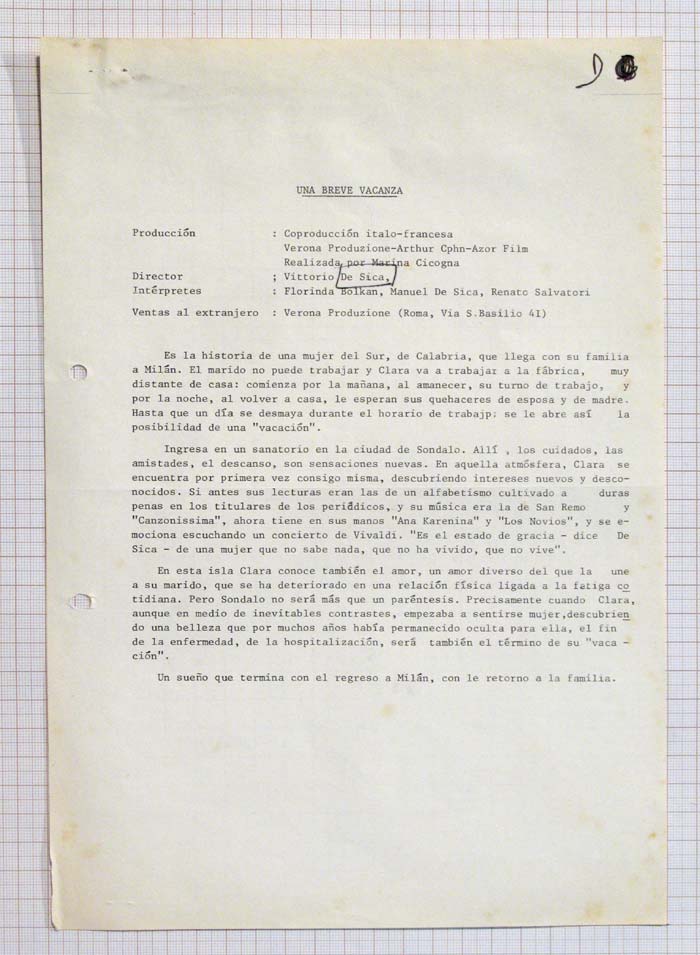 D
UNA BREVE VACANZA
Producción : Coproducción italo-francesa
Verona Produzione-Arthur Cphn-Azor Film
Realizada por Marina Cicogna
Director ; Vittorio De Sica,
Intérpretes : Florinda Bolkan, Manuel De Sica, Renato Salvatori
Ventas al extranjero : Verona Produzione (Roma, Via S.Basilio 41)
Es la historia de una mujer del Sur, de Calabria, que llega con su familia
a Milán. El marido no puede trabajar y Clara va a trabajar a la fábrica, muy
distante de casa: comienza por la mañana, al amanecer, su turno de trabajo, y
por la noche, al volver a casa, le esperan sus quehaceres de esposa y de madre.
Hasta que un día se desmaya durante el horario de trabajp: se le abre así la
posibilidad de una "vacación".
Ingresa en un sanatorio en la ciudad de Sondalo. Allí , los cuidados, las
amistades, el descanso, son sensaciones nuevas. En aquella atmósfera, Clara se
encuentra por primera vez consigo misma, descubriendo intereses nuevos y desco-
nocidos. Si antes sus lecturas eran las de un alfabetismo cultivado a duras
penas en los titulares de los periódicos, y su música era la de San Remo y
"Canzonissima", ahora tiene en sus manos "Ana Karenina" y "Los Novios", y se e-
mociona escuchando un concierto de Vivaldi. "Es el estado de gracia - dice De
Sica - de una mujer que no sabe nada, que no ha vivido, que no vive".
En esta isla Clara conoce también el amor, un amor diverso del que la une
a su marido, que se ha deteriorado en una relación física ligada a la fatiga co
tidiana. Pero Sondalo no será más que un paréntesis. Precisamente cuando Clara,
aunque en medio de inevitables contrastes, empezaba a sentirse mujer,descubrien
do una belleza que por muchos años había permanecido oculta para ella, el fin
de la enfermedad, de la hospitalización, será también el término de su "vaca -
ción".
Un sueño que termina con el regreso a Milán, con le retorno a la familia.